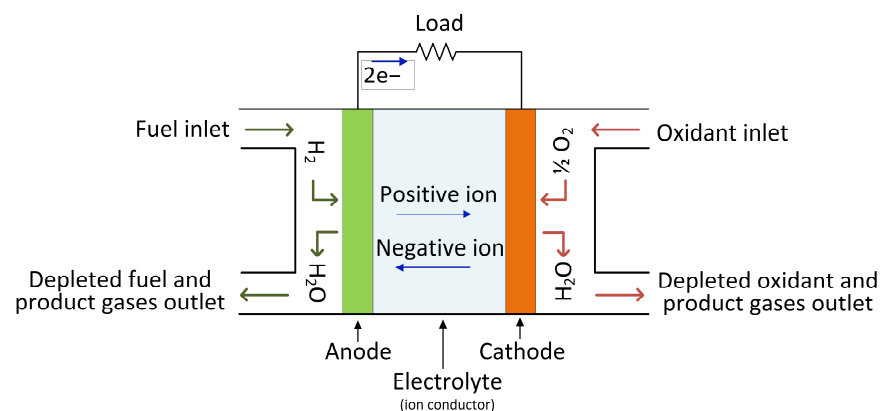 Load
2e−
Fuel inlet
H₂
½ O₂
Oxidant inlet
Positive ion
Negative ion
Depleted fuel and
product gases outlet
H₂O
H₂O
Depleted oxidant and
product gases outlet
Anode
Cathode
Electrolyte
(ion conductor)